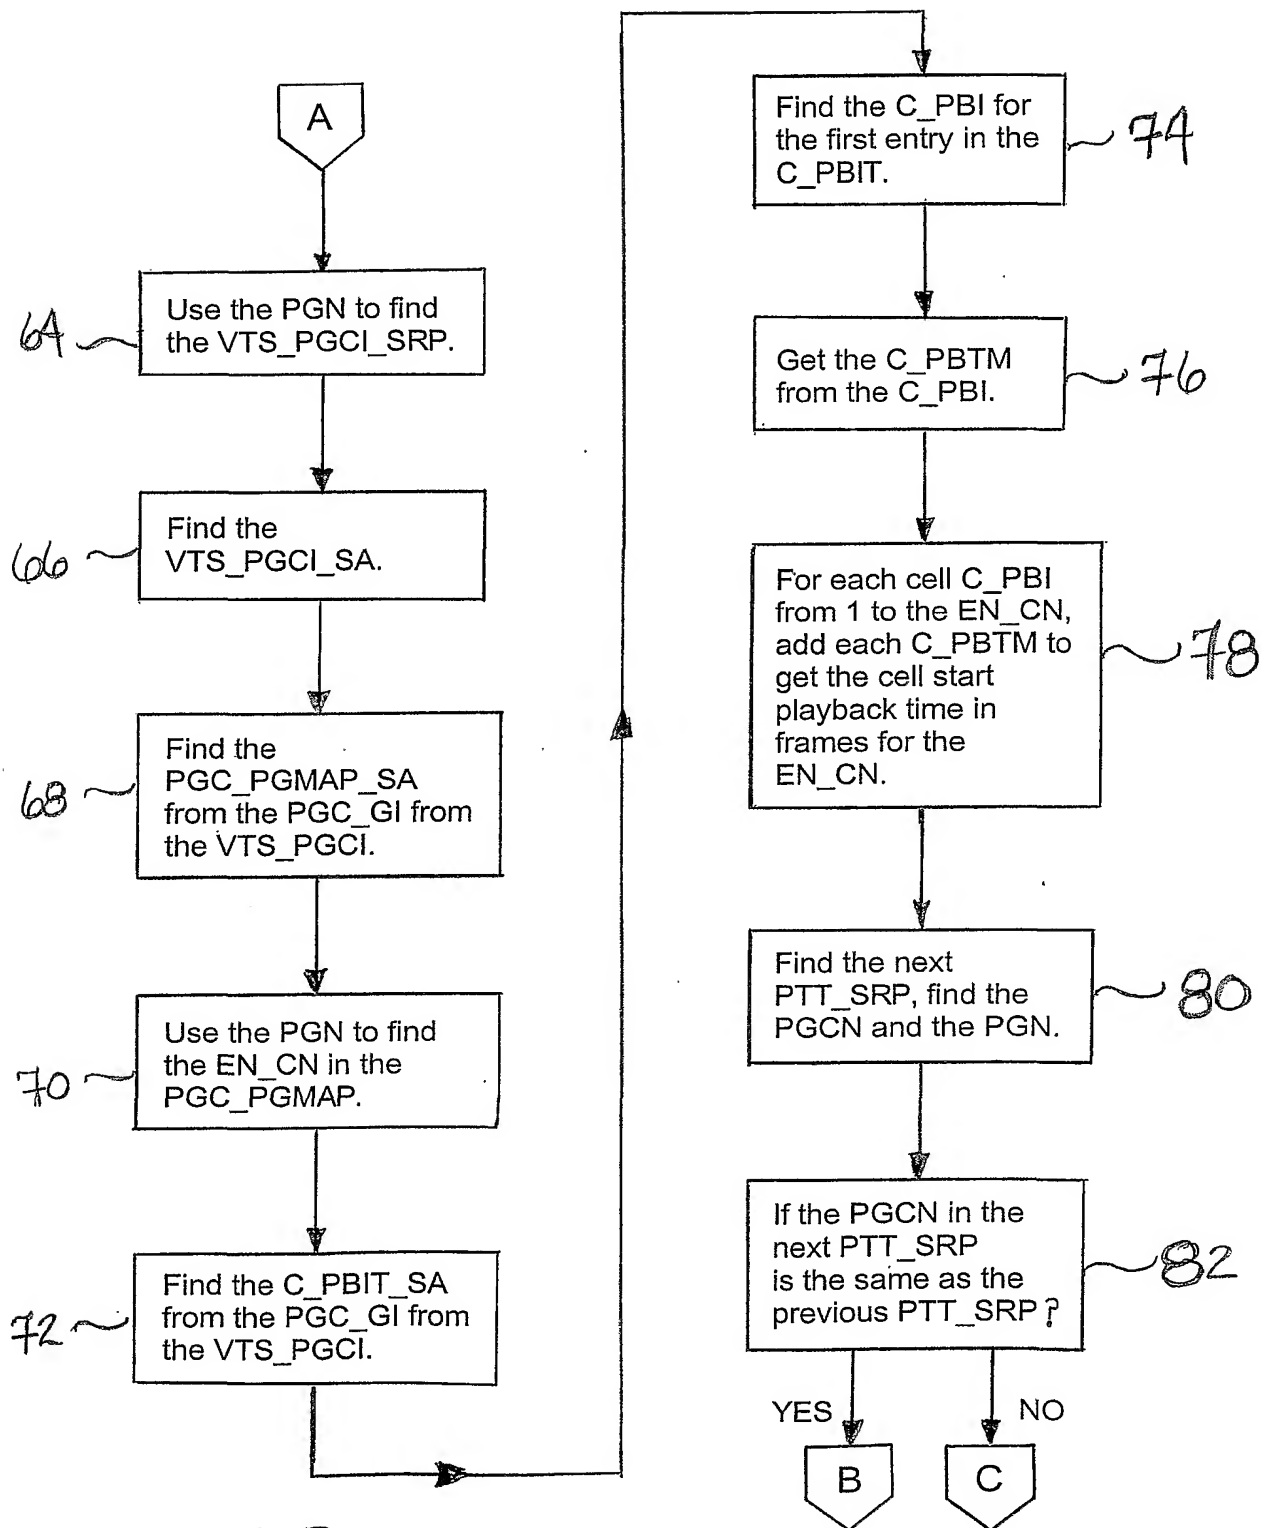 A
Use the PGN to find
the VTS_PGCI_SRP.
64
Find the
VTS_PGCI_SA.
66
Find the
PGC_PGMAP_SA
from the PGC_GI from
the VTS_PGCI.
68
Use the PGN to find
the EN_CN in the
PGC_PGMAP.
70
Find the C_PBIT_SA
from the PGC_GI from
the VTS_PGCI.
72
Find the C_PBI for
the first entry in the
C_PBIT.
74
Get the C_PBTM
from the C_PBI.
76
For each cell C_PBI
from 1 to the EN_CN,
add each C_PBTM to
get the cell start
playback time in
frames for the
EN_CN.
78
Find the next
PTT_SRP, find the
PGCN and the PGN.
80
If the PGCN in the
next PTT_SRP
is the same as the
previous PTT_SRP?
82
YES
NO
B
C